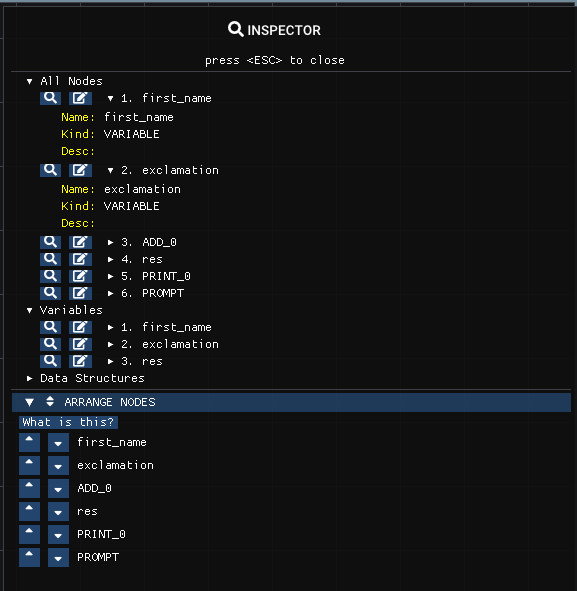 INSPECTOR
press <ESC> to close
All Nodes
1. first_name
Name: first_name
Kind: VARIABLE
Desc:
2. exclamation
Name: exclamation
Kind: VARIABLE
Desc:
3. ADD_0
4. res
5. PRINT_0
6. PROMPT
Variables
1. first_name
2. exclamation
3. res
Data Structures
ARRANGE NODES
What is this?
first_name
exclamation
ADD_0
res
PRINT_0
PROMPT